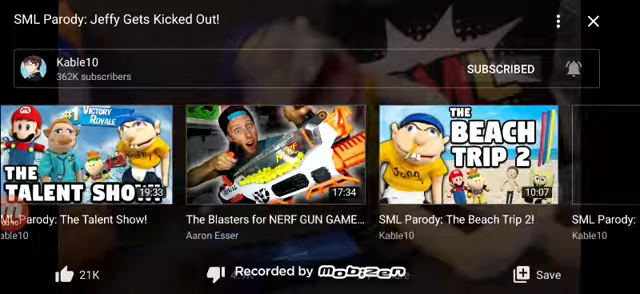 SML Parody: Jeffy Gets Kicked Out!
Kable10
362K subscribers
SUBSCRIBED
#1 VICTORY ROYALE
THE
TALENT SHO
19:33
NERF
17:34
THE
BEACH
TRIP 2
Jeffy
10:07
Parody: The Talent Show!
able10
The Blasters for NERF GUN GAME...
Aaron Esser
SML Parody: The Beach Trip 2!
Kable10
SML Parody:
Kable10
21K
Recorded by MOBIZEN
Save